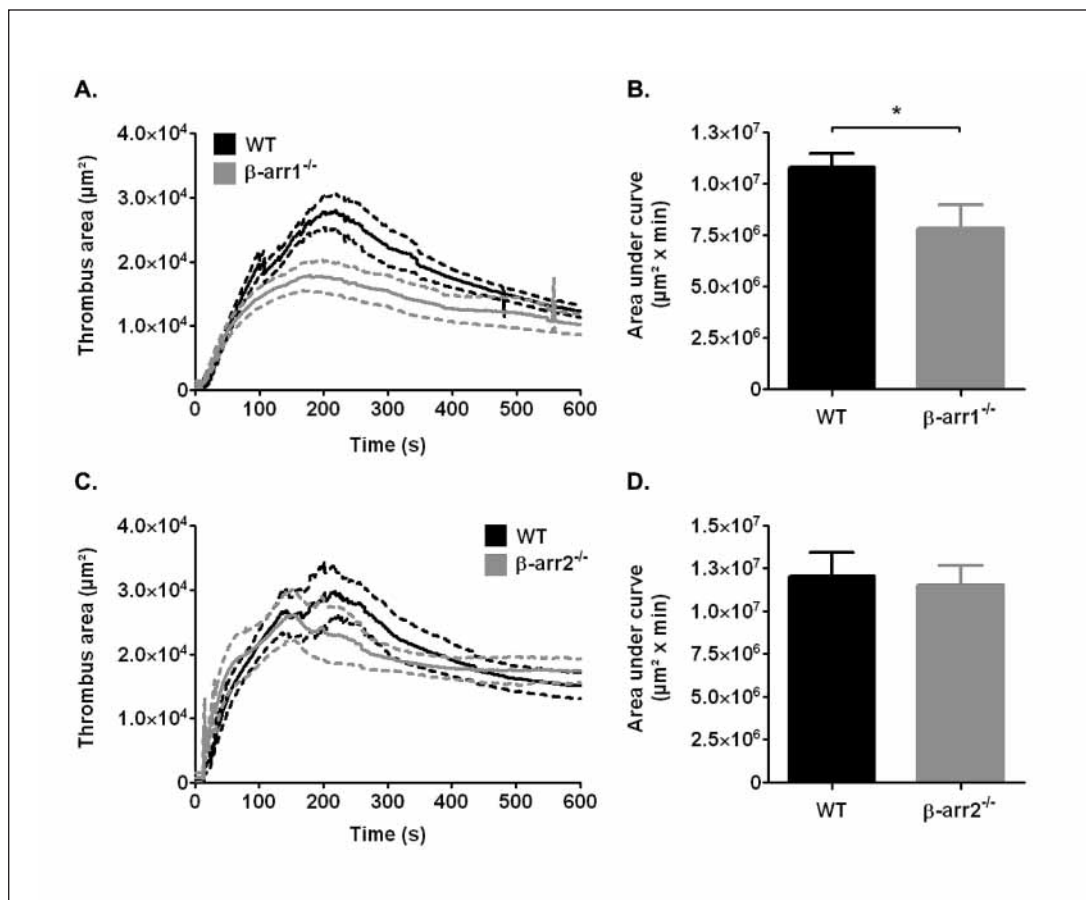 A.
Thrombus area (µm²)
4.0×10⁴
3.0×10⁴
2.0×10⁴
1.0×10⁴
0
WT
β-arr1⁻/⁻
0 100 200 300 400 500 600
Time (s)
B.
*
Area under curve
(µm² x min)
1.3×10⁷
1.0×10⁷
7.5×10⁶
5.0×10⁶
2.5×10⁶
0
WT β-arr1⁻/⁻
C.
Thrombus area (µm²)
4.0×10⁴
3.0×10⁴
2.0×10⁴
1.0×10⁴
0
WT
β-arr2⁻/⁻
0 100 200 300 400 500 600
Time (s)
D.
Area under curve
(µm² x min)
1.5×10⁷
1.3×10⁷
1.0×10⁷
7.5×10⁶
5.0×10⁶
2.5×10⁶
0
WT β-arr2⁻/⁻